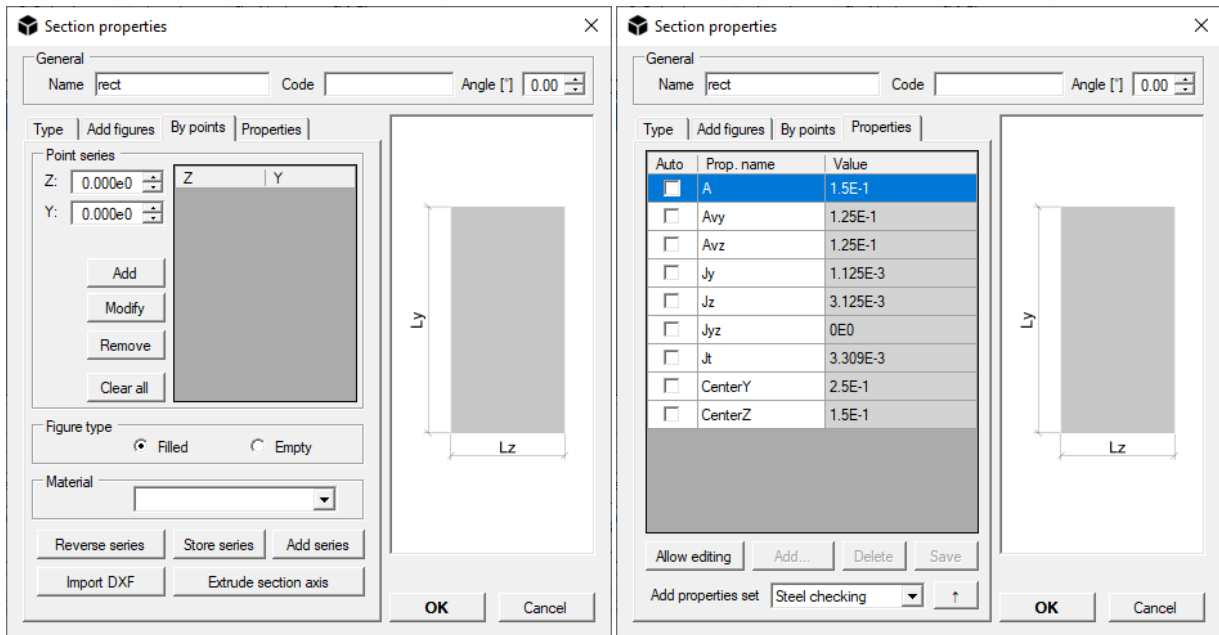 Section properties
General
Name rect Code Angle [°] 0.00
Type Add figures By points Properties
Point series
Z: 0.000e0
Y: 0.000e0
Z Y
Add
Modify
Remove
Clear all
Figure type
Filled Empty
Material
Reverse series Store series Add series
Import DXF Extrude section axis
Ly
Lz
OK Cancel
Section properties
General
Name rect Code Angle [°] 0.00
Type Add figures By points Properties
Auto Prop. name Value
A 1.5E-1
Avy 1.25E-1
Avz 1.25E-1
Jy 1.125E-3
Jz 3.125E-3
Jyz 0E0
Jt 3.309E-3
CenterY 2.5E-1
CenterZ 1.5E-1
Allow editing Add... Delete Save
Add properties set Steel checking ↑
Ly
Lz
OK Cancel